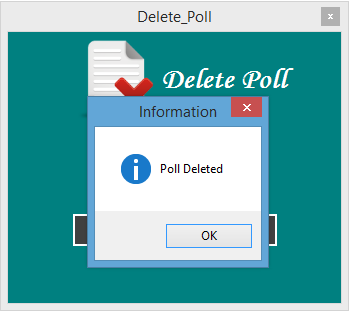 Delete_Poll
x
Delete Poll
Information
x
Poll Deleted
OK